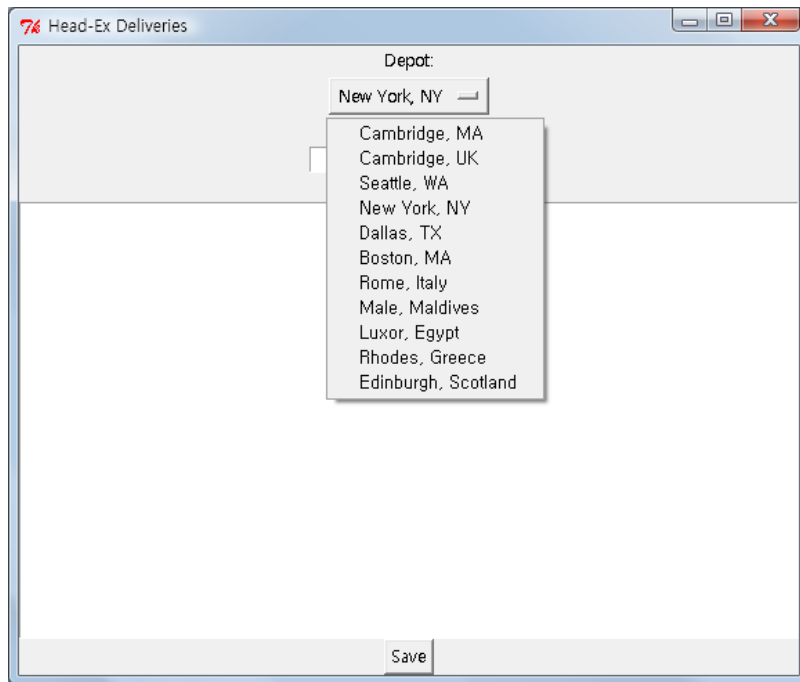 Head-Ex Deliveries
Depot:
New York, NY
Cambridge, MA
Cambridge, UK
Seattle, WA
New York, NY
Dallas, TX
Boston, MA
Rome, Italy
Male, Maldives
Luxor, Egypt
Rhodes, Greece
Edinburgh, Scotland
Save